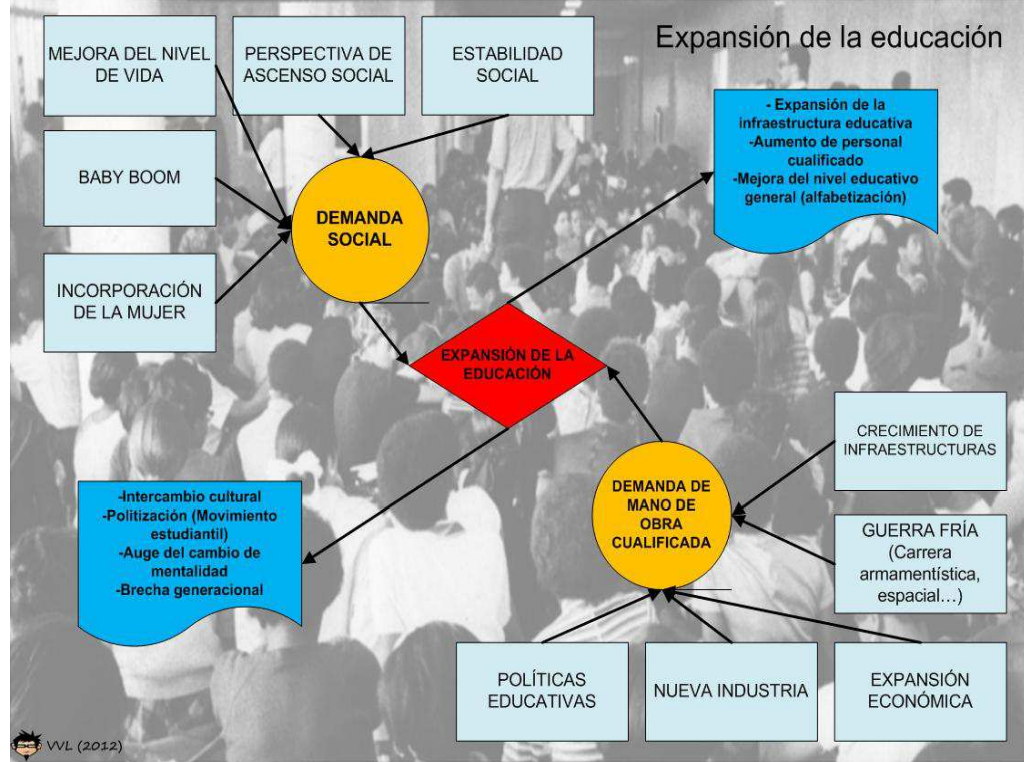 Expansión de la educación
MEJORA DEL NIVEL
DE VIDA
PERSPECTIVA DE
ASCENSO SOCIAL
ESTABILIDAD
SOCIAL
- Expansión de la
infraestructura educativa
-Aumento de personal
cualificado
-Mejora del nivel educativo
general (alfabetización)
BABY BOOM
DEMANDA
SOCIAL
INCORPORACIÓN
DE LA MUJER
EXPANSIÓN DE LA
EDUCACIÓN
CRECIMIENTO DE
INFRAESTRUCTURAS
-Intercambio cultural
-Politización (Movimiento
estudiantil)
-Auge del cambio de
mentalidad
-Brecha generacional
DEMANDA DE
MANO DE
OBRA
CUALIFICADA
GUERRA FRÍA
(Carrera
armamentística,
espacial...)
POLÍTICAS
EDUCATIVAS
NUEVA INDUSTRIA
EXPANSIÓN
ECONÓMICA
VVL (2012)